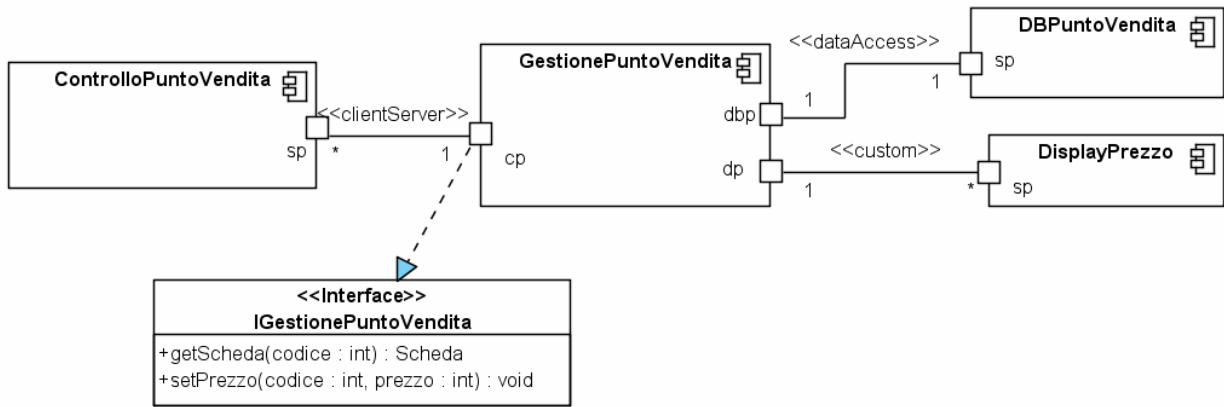 ControlloPuntoVendita
sp
*
<<clientServer>>
1
cp
GestionePuntoVendita
dbp
1
<<dataAccess>>
1
sp
DBPuntoVendita
dp
1
<<custom>>
*
sp
DisplayPrezzo
<<Interface>>
IGestionePuntoVendita
+getScheda(codice : int) : Scheda
+setPrezzo(codice : int, prezzo : int) : void